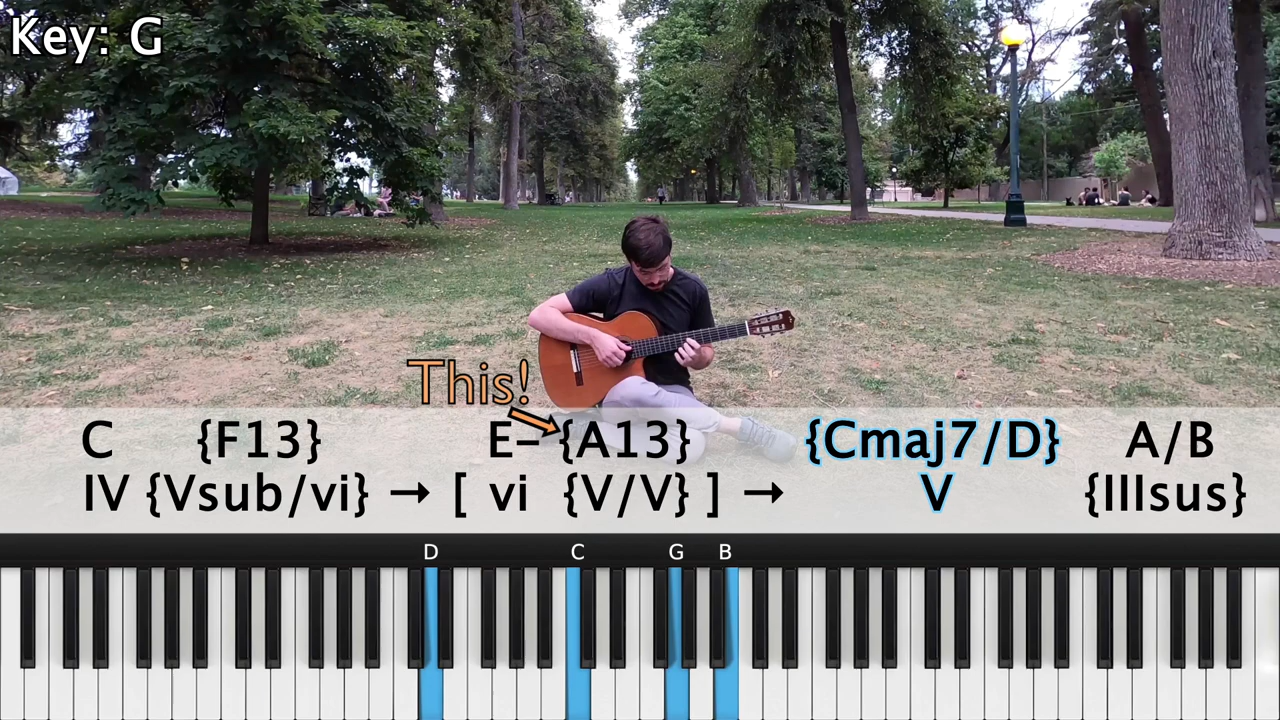 Key: G
This!
C {F13} E– {A13} {Cmaj7/D} A/B
IV {Vsub/vi} → [ vi {V/V} ] → V {IIIsus}
D C G B